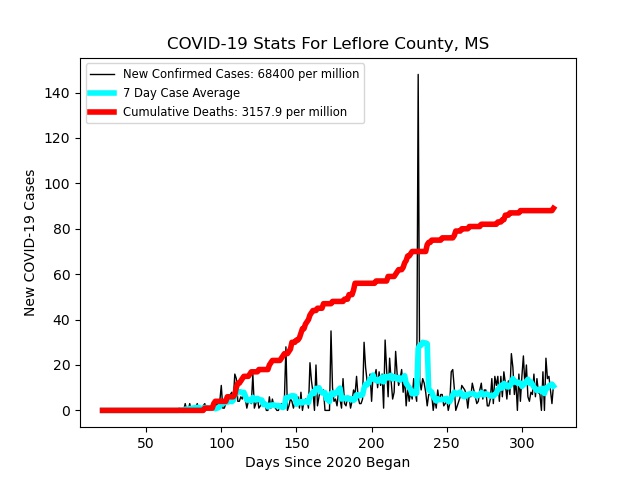 COVID-19 Stats For Leflore County, MS
New Confirmed Cases: 68400 per million
7 Day Case Average
Cumulative Deaths: 3157.9 per million
140
120
100
80
60
40
20
0
New COVID-19 Cases
50 100 150 200 250 300
Days Since 2020 Began